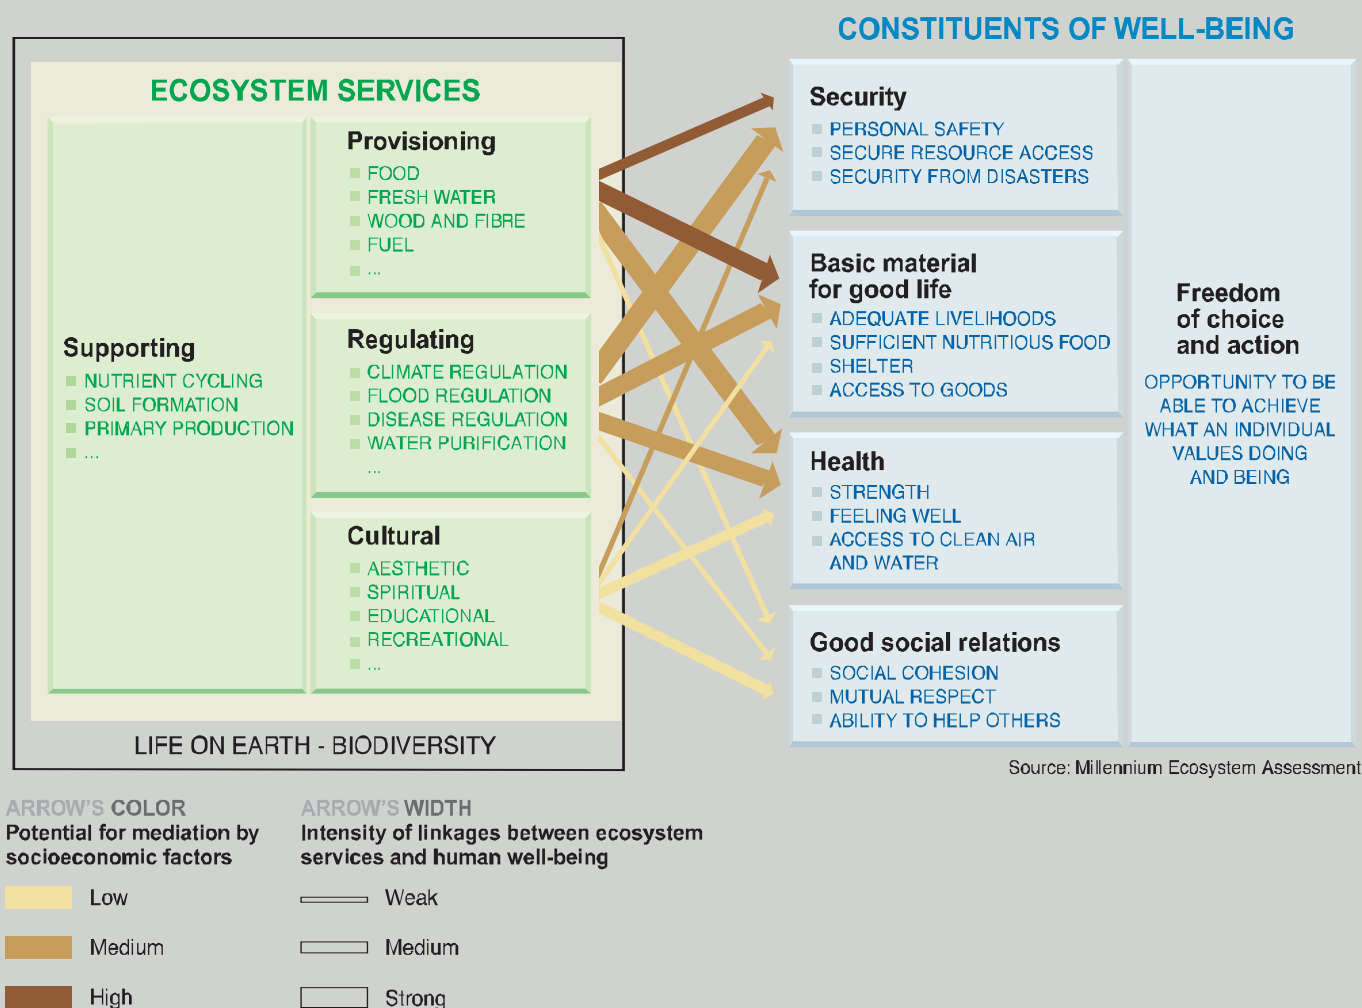 CONSTITUENTS OF WELL-BEING
ECOSYSTEM SERVICES
Supporting
NUTRIENT CYCLING
SOIL FORMATION
PRIMARY PRODUCTION
...
Provisioning
FOOD
FRESH WATER
WOOD AND FIBRE
FUEL
...
Regulating
CLIMATE REGULATION
FLOOD REGULATION
DISEASE REGULATION
WATER PURIFICATION
...
Cultural
AESTHETIC
SPIRITUAL
EDUCATIONAL
RECREATIONAL
...
LIFE ON EARTH - BIODIVERSITY
Security
PERSONAL SAFETY
SECURE RESOURCE ACCESS
SECURITY FROM DISASTERS
Basic material
for good life
ADEQUATE LIVELIHOODS
SUFFICIENT NUTRITIOUS FOOD
SHELTER
ACCESS TO GOODS
Health
STRENGTH
FEELING WELL
ACCESS TO CLEAN AIR
AND WATER
Good social relations
SOCIAL COHESION
MUTUAL RESPECT
ABILITY TO HELP OTHERS
Freedom
of choice
and action
OPPORTUNITY TO BE
ABLE TO ACHIEVE
WHAT AN INDIVIDUAL
VALUES DOING
AND BEING
Source: Millennium Ecosystem Assessment
ARROW'S COLOR
Potential for mediation by
socioeconomic factors
Low
Medium
High
ARROW'S WIDTH
Intensity of linkages between ecosystem
services and human well-being
Weak
Medium
Strong